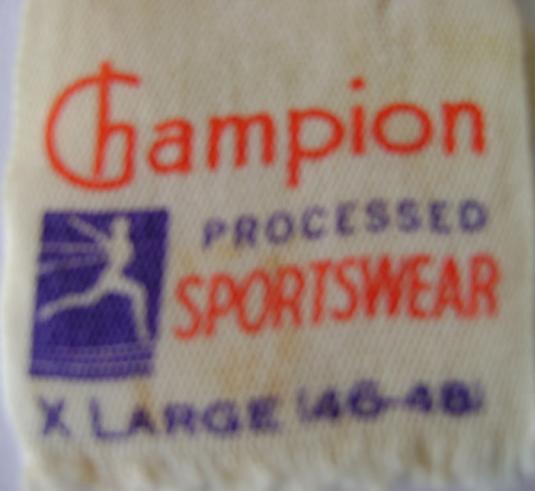 Champion
PROCESSED
SPORTSWEAR
X LARGE (46-48)